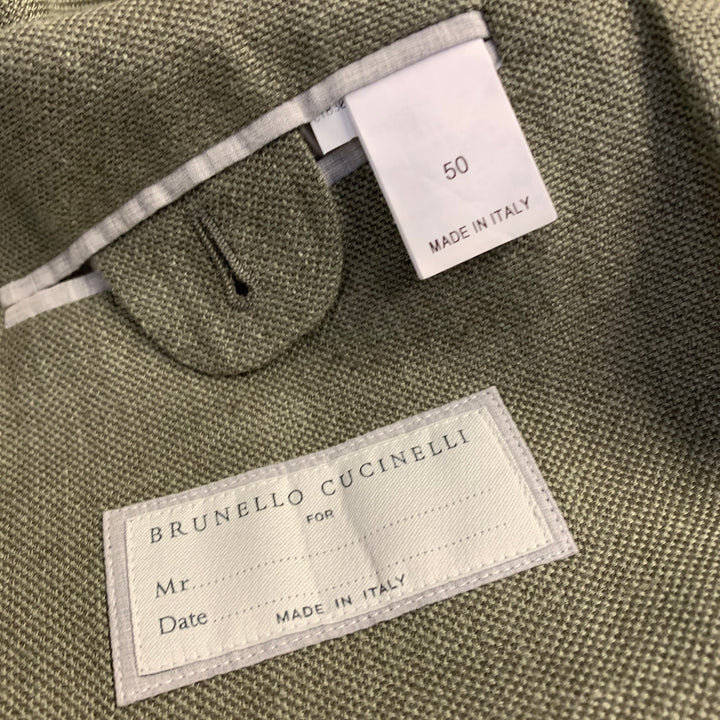 50
MADE IN ITALY
BRUNELLO CUCINELLI
FOR
Mr
Date
MADE IN ITALY